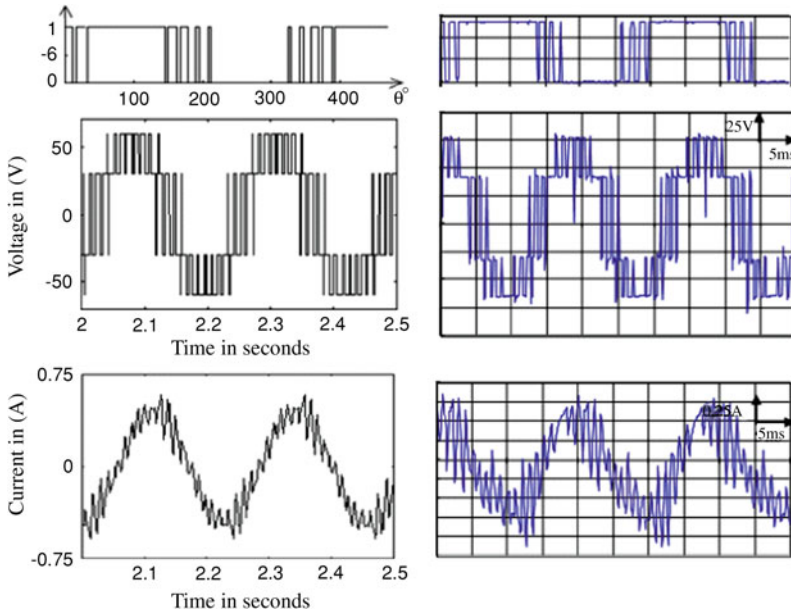 1
-6
0
100
200
300
400
θ°
Voltage in (V)
50
0
-50
2
2.1
2.2
2.3
2.4
2.5
Time in seconds
25V
5ms
Current in (A)
0.75
0
-0.75
2.1
2.2
2.3
2.4
2.5
Time in seconds
0.25A
5ms